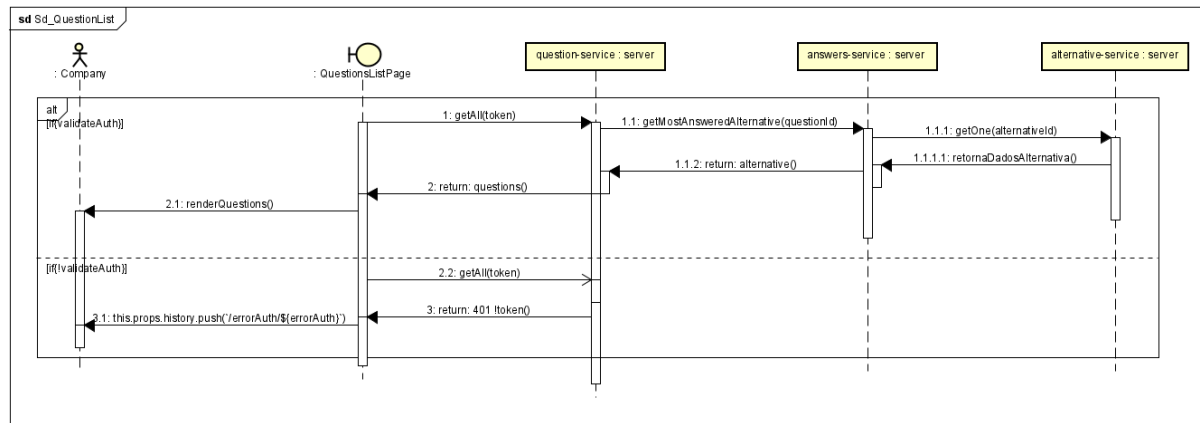 sd Sd_QuestionList
: Company
: QuestionsListPage
question-service : server
answers-service : server
alternative-service : server
alt
[if(validateAuth)]
1: getAll(token)
1.1: getMostAnsweredAlternative(questionId)
1.1.1: getOne(alternativeId)
1.1.1.1: retornaDadosAlternativa()
1.1.2: return: alternative()
2: return: questions()
2.1: renderQuestions()
[if(!validateAuth)]
2.2: getAll(token)
3: return: 401 !token()
3.1: this.props.history.push(`/errorAuth/${errorAuth}`)